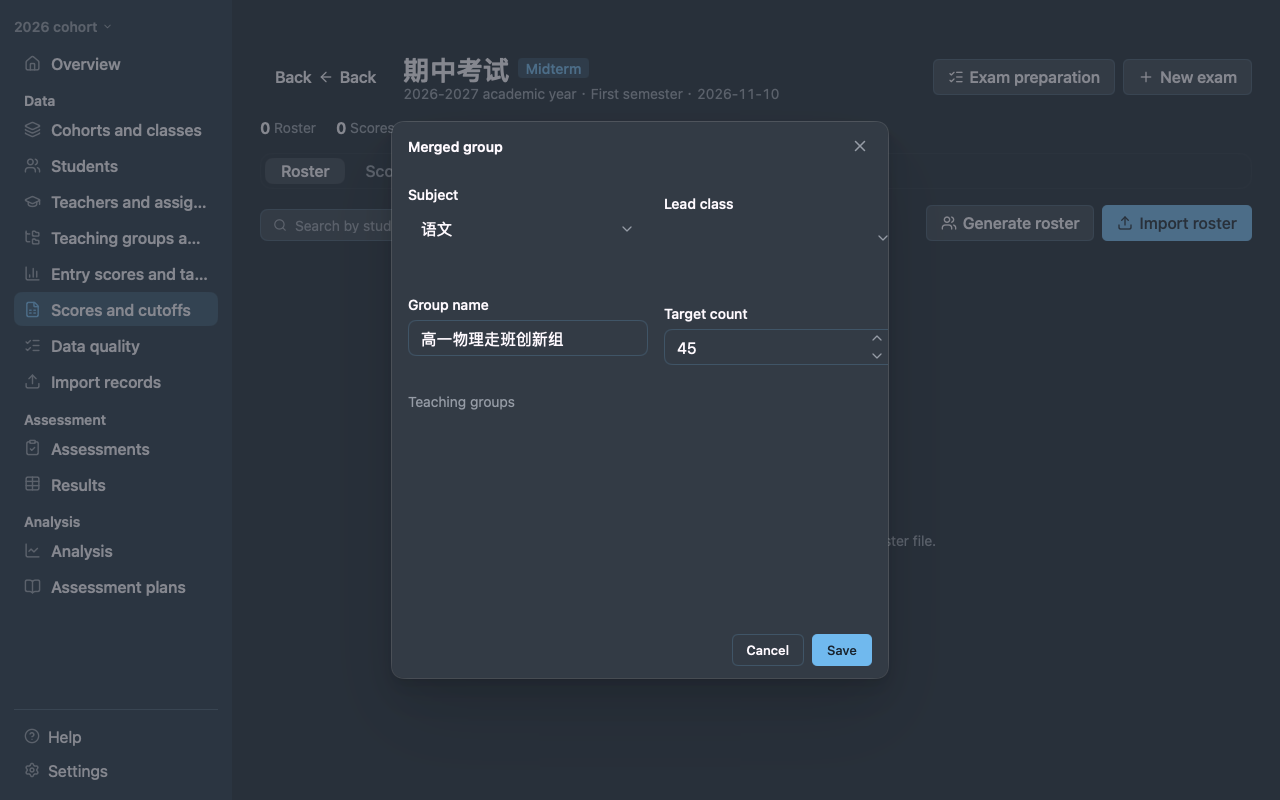 2026 cohort
Overview
Data
Cohorts and classes
Students
Teachers and assig...
Teaching groups a...
Entry scores and ta...
Scores and cutoffs
Data quality
Import records
Assessment
Assessments
Results
Analysis
Analysis
Assessment plans
Help
Settings
Back ← Back
期中考试 Midterm
2026-2027 academic year · First semester · 2026-11-10
Exam preparation
New exam
0 Roster 0 Scores
Roster
Sco
Search by stud
Generate roster
Import roster
ster file.
Merged group
Subject
语文
Lead class
Group name
高一物理走班创新组
Target count
45
Teaching groups
Cancel
Save